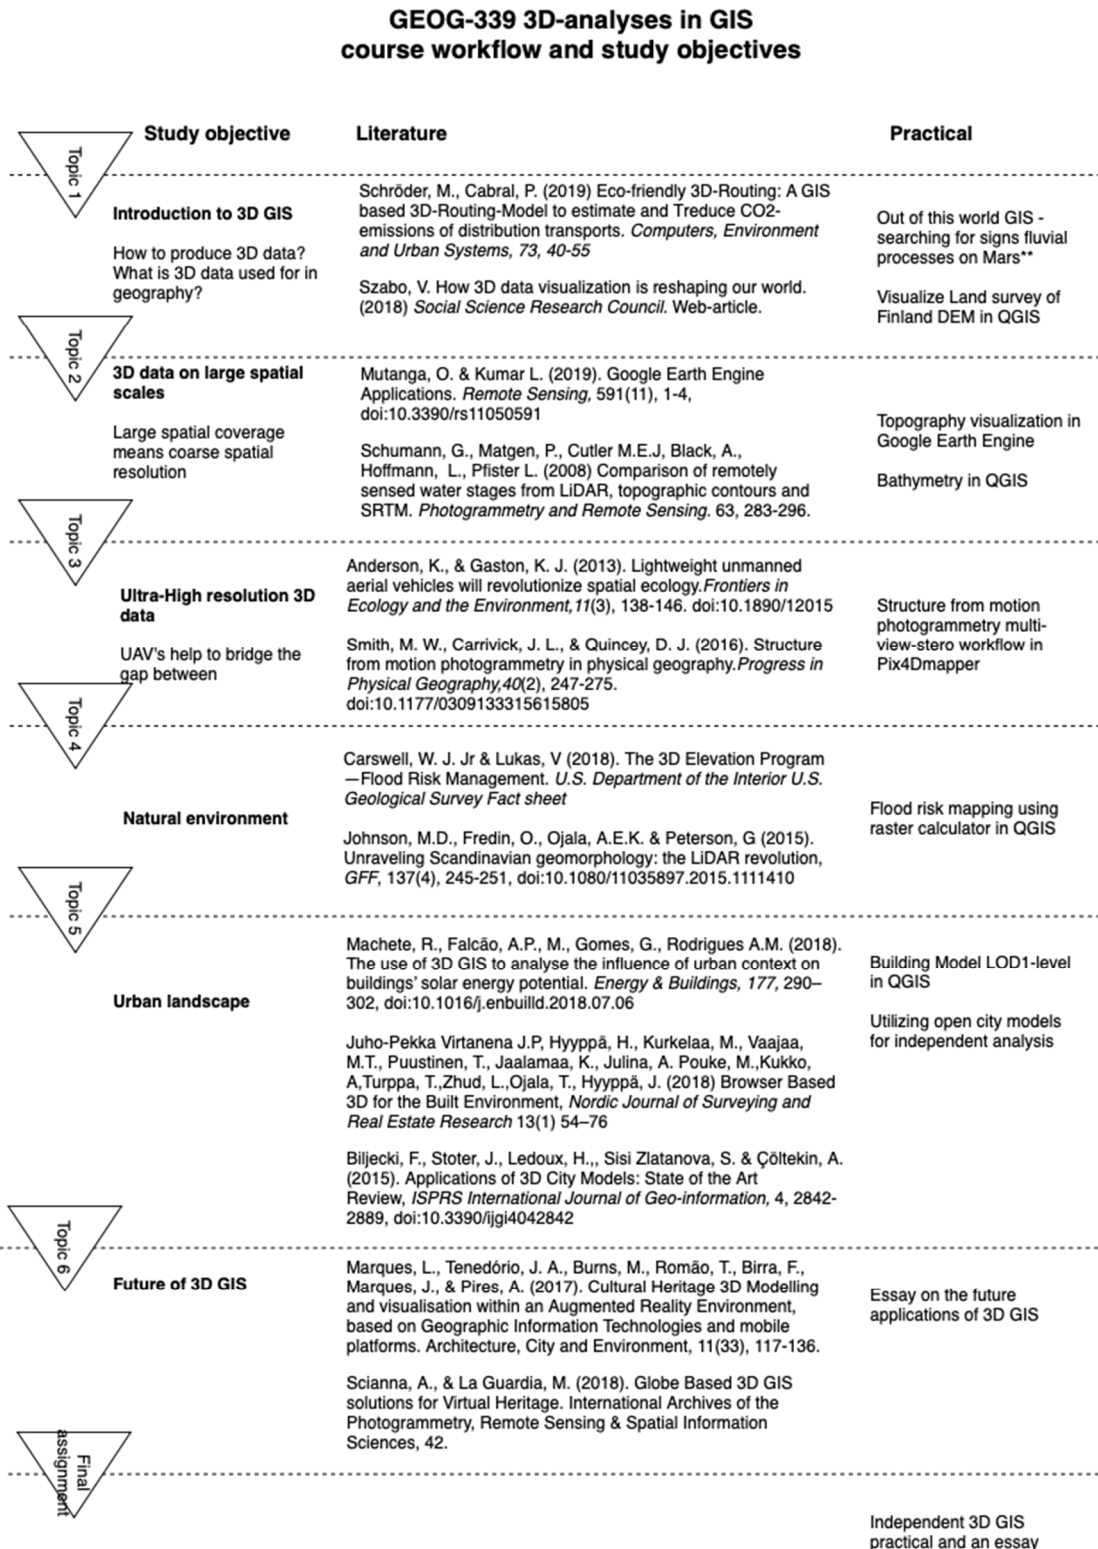 GEOG-339 3D-analyses in GIS
course workflow and study objectives
Study objective
Literature
Practical
Topic 1
Introduction to 3D GIS
How to produce 3D data?
What is 3D data used for in
geography?
Schröder, M., Cabral, P. (2019) Eco-friendly 3D-Routing: A GIS
based 3D-Routing-Model to estimate and Treduce CO2-
emissions of distribution transports. Computers, Environment
and Urban Systems, 73, 40-55
Szabo, V. How 3D data visualization is reshaping our world.
(2018) Social Science Research Council. Web-article.
Out of this world GIS -
searching for signs fluvial
processes on Mars**
Visualize Land survey of
Finland DEM in QGIS
Topic 2
3D data on large spatial
scales
Large spatial coverage
means coarse spatial
resolution
Mutanga, O. & Kumar L. (2019). Google Earth Engine
Applications. Remote Sensing, 591(11), 1-4,
doi:10.3390/rs11050591
Schumann, G., Matgen, P., Cutler M.E.J, Black, A.,
Hoffmann, L., Pfister L. (2008) Comparison of remotely
sensed water stages from LiDAR, topographic contours and
SRTM. Photogrammetry and Remote Sensing. 63, 283-296.
Topography visualization in
Google Earth Engine
Bathymetry in QGIS
Topic 3
Ultra-High resolution 3D
data
UAV's help to bridge the
gap between
Anderson, K., & Gaston, K. J. (2013). Lightweight unmanned
aerial vehicles will revolutionize spatial ecology.Frontiers in
Ecology and the Environment,11(3), 138-146. doi:10.1890/12015
Smith, M. W., Carrivick, J. L., & Quincey, D. J. (2016). Structure
from motion photogrammetry in physical geography.Progress in
Physical Geography,40(2), 247-275.
doi:10.1177/0309133315615805
Structure from motion
photogrammetry multi-
view-stero workflow in
Pix4Dmapper
Topic 4
Natural environment
Carswell, W. J. Jr & Lukas, V (2018). The 3D Elevation Program
—Flood Risk Management. U.S. Department of the Interior U.S.
Geological Survey Fact sheet
Johnson, M.D., Fredin, O., Ojala, A.E.K. & Peterson, G (2015).
Unraveling Scandinavian geomorphology: the LiDAR revolution,
GFF, 137(4), 245-251, doi:10.1080/11035897.2015.1111410
Flood risk mapping using
raster calculator in QGIS
Topic 5
Urban landscape
Machete, R., Falcão, A.P., M., Gomes, G., Rodrigues A.M. (2018).
The use of 3D GIS to analyse the influence of urban context on
buildings' solar energy potential. Energy & Buildings, 177, 290–
302, doi:10.1016/j.enbuilld.2018.07.06
Juho-Pekka Virtanena J.P, Hyyppä, H., Kurkelaa, M., Vaajaa,
M.T., Puustinen, T., Jaalamaa, K., Julina, A. Pouke, M.,Kukko,
A,Turppa, T.,Zhud, L.,Ojala, T., Hyyppä, J. (2018) Browser Based
3D for the Built Environment, Nordic Journal of Surveying and
Real Estate Research 13(1) 54–76
Biljecki, F., Stoter, J., Ledoux, H.,, Sisi Zlatanova, S. & Çöltekin, A.
(2015). Applications of 3D City Models: State of the Art
Review, ISPRS International Journal of Geo-information, 4, 2842-
2889, doi:10.3390/ijgi4042842
Building Model LOD1-level
in QGIS
Utilizing open city models
for independent analysis
Topic 6
Future of 3D GIS
Marques, L., Tenedório, J. A., Burns, M., Romão, T., Birra, F.,
Marques, J., & Pires, A. (2017). Cultural Heritage 3D Modelling
and visualisation within an Augmented Reality Environment,
based on Geographic Information Technologies and mobile
platforms. Architecture, City and Environment, 11(33), 117-136.
Scianna, A., & La Guardia, M. (2018). Globe Based 3D GIS
solutions for Virtual Heritage. International Archives of the
Photogrammetry, Remote Sensing & Spatial Information
Sciences, 42.
Essay on the future
applications of 3D GIS
Final
assignment
Independent 3D GIS
practical and an essay